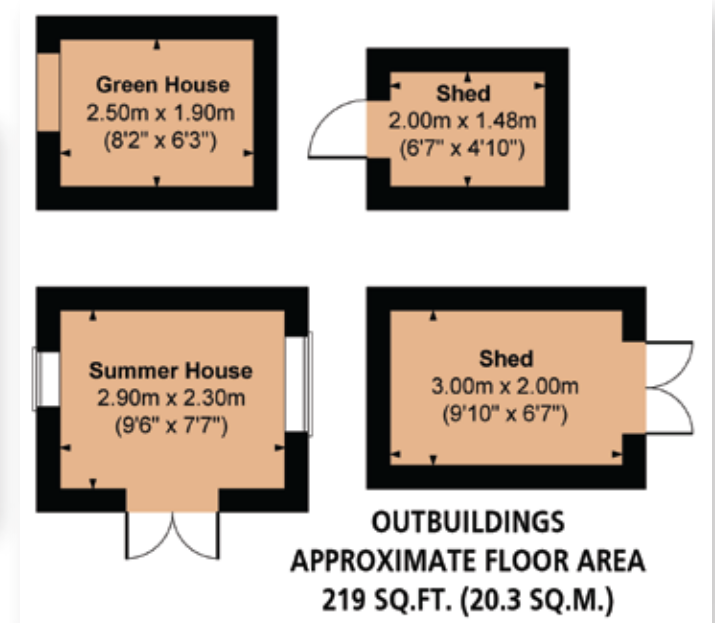 Green House
2.50m x 1.90m
(8'2" x 6'3")
Shed
2.00m x 1.48m
(6'7" x 4'10")
Summer House
2.90m x 2.30m
(9'6" x 7'7")
Shed
3.00m x 2.00m
(9'10" x 6'7")
OUTBUILDINGS
APPROXIMATE FLOOR AREA
219 SQ.FT. (20.3 SQ.M.)